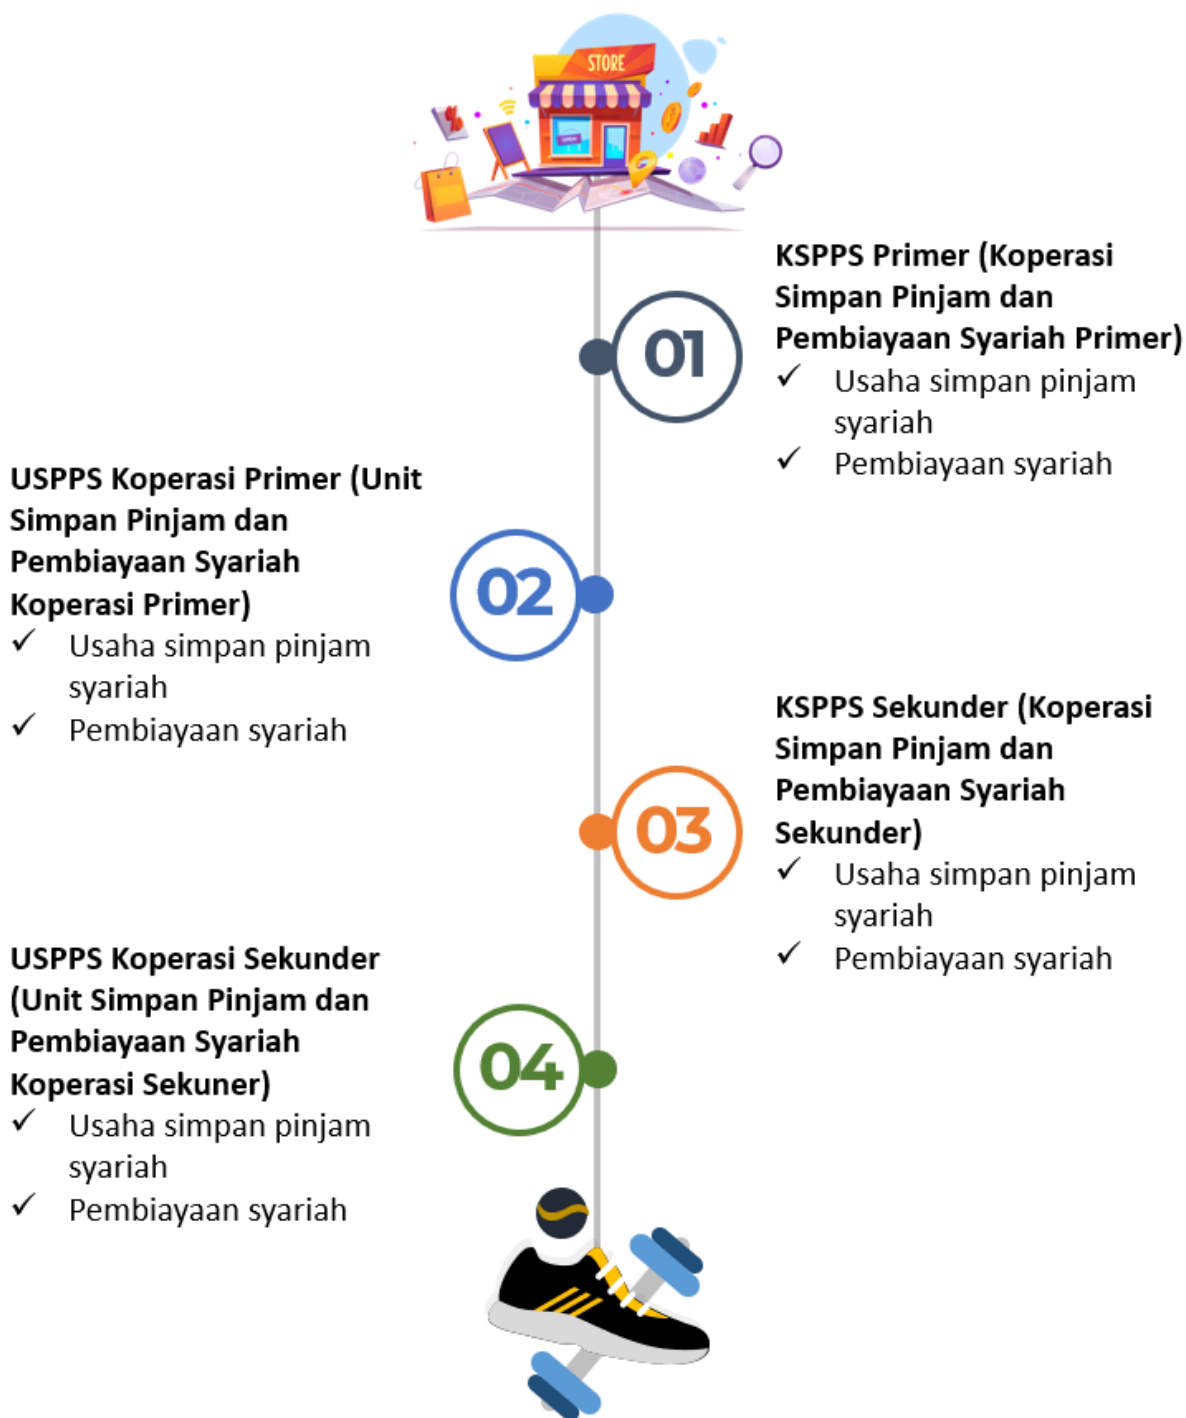 STORE
OPEN
%
01
KSPPS Primer (Koperasi
Simpan Pinjam dan
Pembiayaan Syariah Primer)
✓ Usaha simpan pinjam
syariah
✓ Pembiayaan syariah
USPPS Koperasi Primer (Unit
Simpan Pinjam dan
Pembiayaan Syariah
Koperasi Primer)
✓ Usaha simpan pinjam
syariah
✓ Pembiayaan syariah
02
KSPPS Sekunder (Koperasi
Simpan Pinjam dan
Pembiayaan Syariah
Sekunder)
✓ Usaha simpan pinjam
syariah
✓ Pembiayaan syariah
03
USPPS Koperasi Sekunder
(Unit Simpan Pinjam dan
Pembiayaan Syariah
Koperasi Sekuner)
✓ Usaha simpan pinjam
syariah
✓ Pembiayaan syariah
04